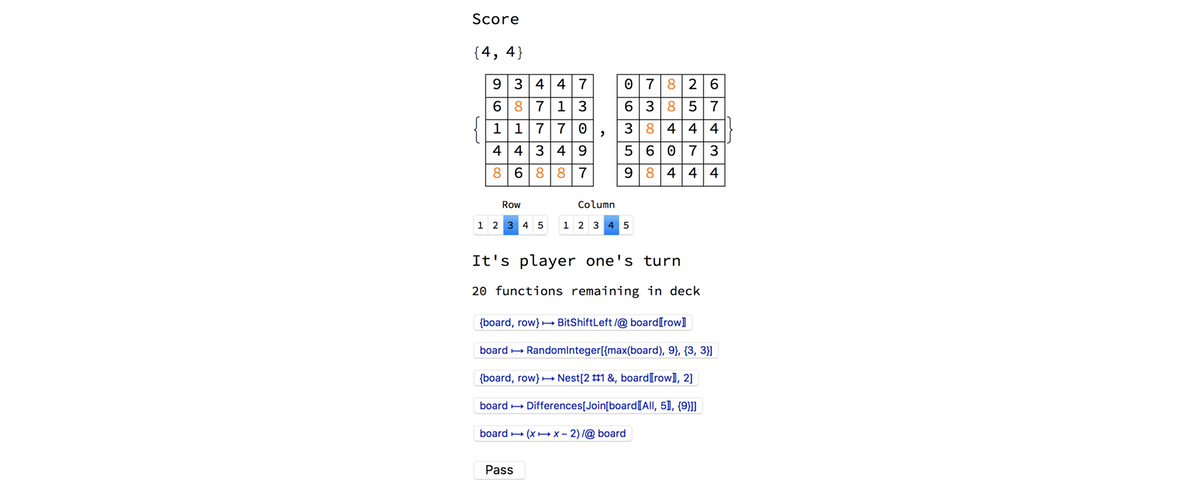 Score
{4, 4}
{ 9 3 4 4 7   0 7 8 2 6
6 8 7 1 3   6 3 8 5 7
1 1 7 7 0 , 3 8 4 4 4 }
4 4 3 4 9   5 6 0 7 3
8 6 8 8 7   9 8 4 4 4
Row Column
1 2 3 4 5 1 2 3 4 5
It's player one's turn
20 functions remaining in deck
{board, row} ↦ BitShiftLeft /@ board⟦row⟧
board ↦ RandomInteger[{max(board), 9}, {3, 3}]
{board, row} ↦ Nest[2 #1 &, board⟦row⟧, 2]
board ↦ Differences[Join[board⟦All, 5⟧, {9}]]
board ↦ (x ↦ x − 2) /@ board
Pass